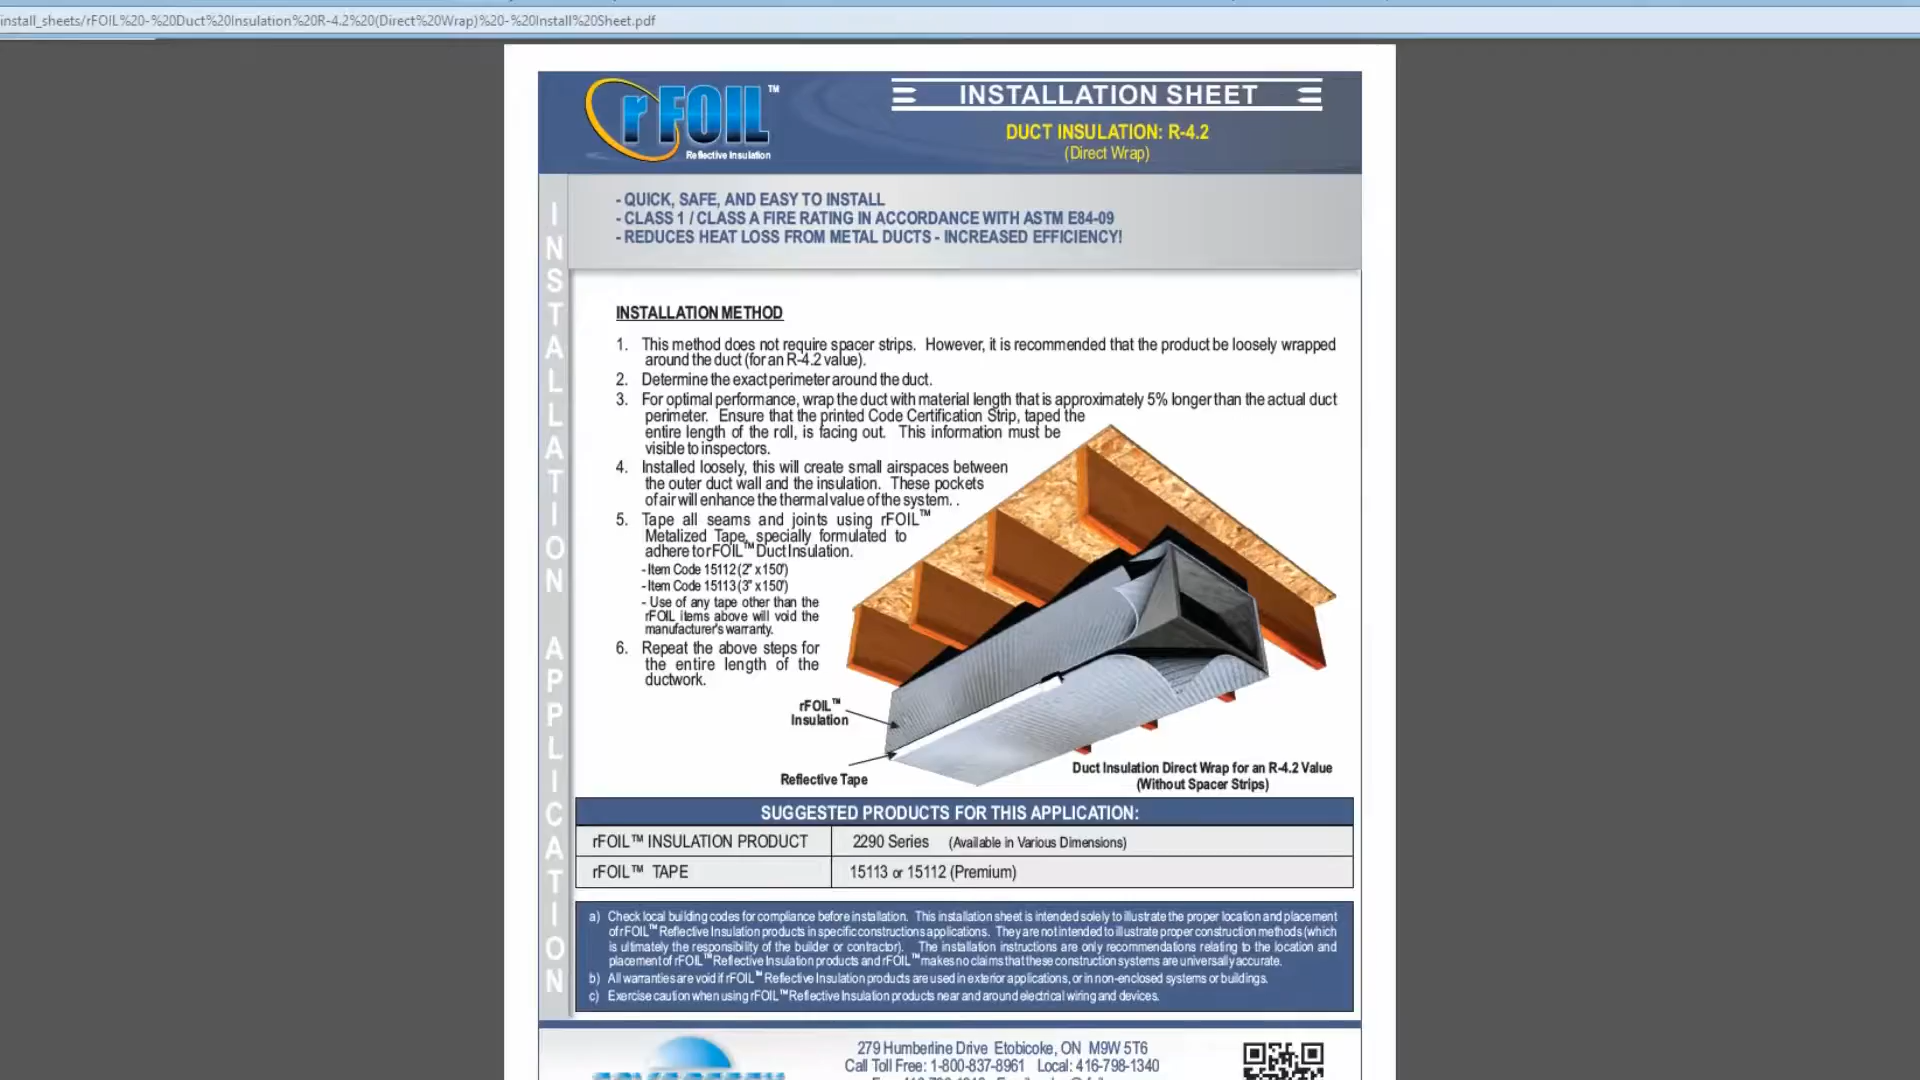 install_sheets/rFOIL%20-%20Duct%20Insulation%20R-4.2%20(Direct%20Wrap)%20-%20Install%20Sheet.pdf
rFOIL™
Reflective Insulation
INSTALLATION SHEET
DUCT INSULATION: R-4.2
(Direct Wrap)
- QUICK, SAFE, AND EASY TO INSTALL
- CLASS 1 / CLASS A FIRE RATING IN ACCORDANCE WITH ASTM E84-09
- REDUCES HEAT LOSS FROM METAL DUCTS - INCREASED EFFICIENCY!
INSTALLATION APPLICATION
INSTALLATION METHOD
1. This method does not require spacer strips. However, it is recommended that the product be loosely wrapped
around the duct (for an R-4.2 value).
2. Determine the exact perimeter around the duct.
3. For optimal performance, wrap the duct with material length that is approximately 5% longer than the actual duct
perimeter. Ensure that the printed Code Certification Strip, taped the
entire length of the roll, is facing out. This information must be
visible to inspectors.
4. Installed loosely, this will create small airspaces between
the outer duct wall and the insulation. These pockets
of air will enhance the thermal value of the system. .
5. Tape all seams and joints using rFOIL™
Metalized Tape, specially formulated to
adhere to rFOIL™ Duct Insulation.
- Item Code 15112 (2" x 150')
- Item Code 15113 (3" x 150')
- Use of any tape other than the
rFOIL items above will void the
manufacturer's warranty.
6. Repeat the above steps for
the entire length of the
ductwork.
rFOIL™
Insulation
Reflective Tape
Duct Insulation Direct Wrap for an R-4.2 Value
(Without Spacer Strips)
SUGGESTED PRODUCTS FOR THIS APPLICATION:
rFOIL™ INSULATION PRODUCT 2290 Series (Available in Various Dimensions)
rFOIL™ TAPE 15113 or 15112 (Premium)
a) Check local building codes for compliance before installation. This installation sheet is intended solely to illustrate the proper location and placement
of rFOIL™ Reflective Insulation products in specific constructions applications. They are not intended to illustrate proper construction methods (which
is ultimately the responsibility of the builder or contractor). The installation instructions are only recommendations relating to the location and
placement of rFOIL™ Reflective Insulation products and rFOIL™ makes no claims that these construction systems are universally accurate.
b) All warranties are void if rFOIL™ Reflective Insulation products are used in exterior applications, or in non-enclosed systems or buildings.
c) Exercise caution when using rFOIL™ Reflective Insulation products near and around electrical wiring and devices.
279 Humberline Drive Etobicoke, ON M9W 5T6
Call Toll Free: 1-800-837-8961 Local: 416-798-1340